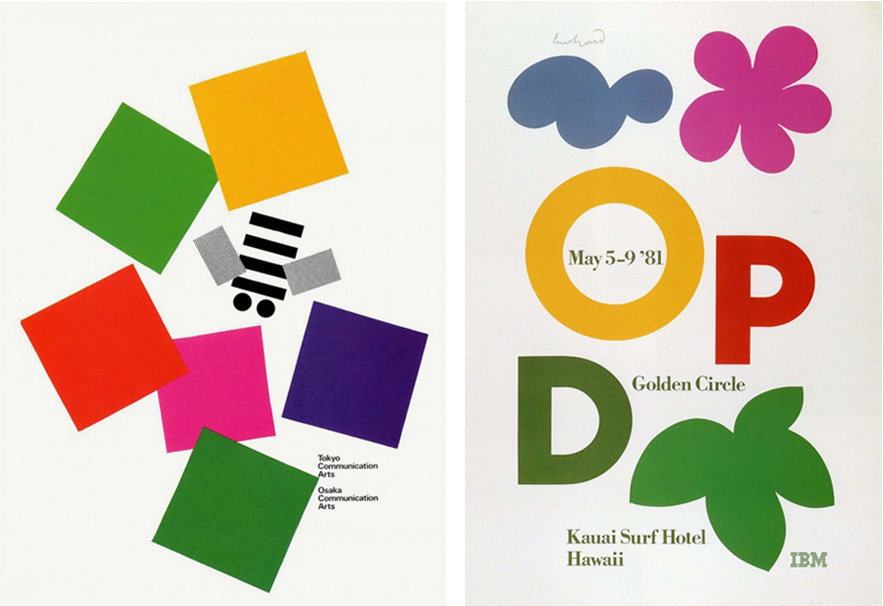 Tokyo
Communication
Arts
Osaka
Communication
Arts
O
May 5–9 '81
P
D
Golden Circle
Kauai Surf Hotel
Hawaii
IBM